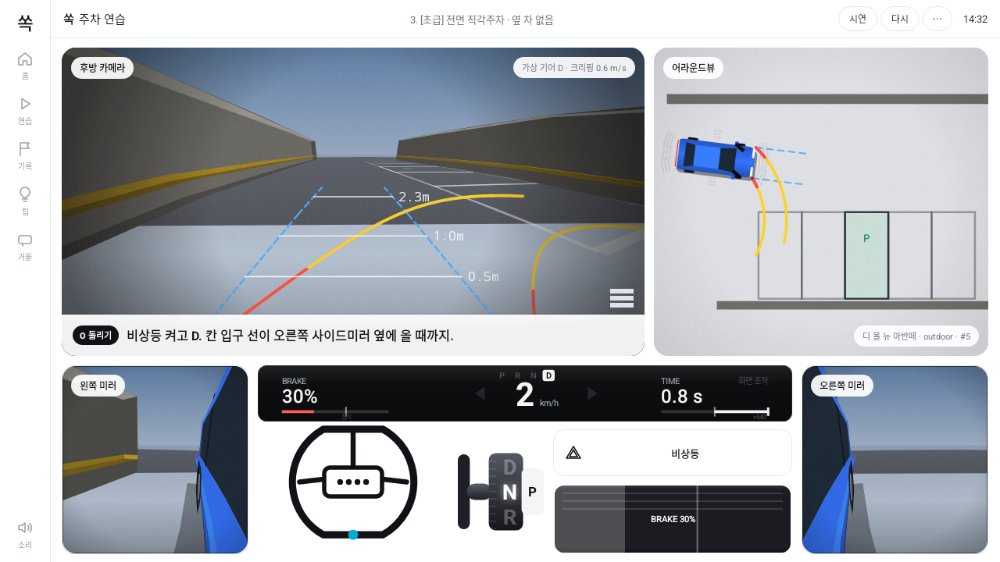 쏙
쏙 주차 연습
3. [초급] 전면 직각주차 · 옆 차 없음
시연
다시
···
14:32
홈
연습
기록
팁
거울
소리
후방 카메라
가상 기어 D · 크리핑 0.6 m/s
2.3m
1.0m
0.5m
O 돌리기
비상등 켜고 D. 칸 입구 선이 오른쪽 사이드미러 옆에 올 때까지.
어라운드뷰
P
디 올 뉴 아반떼 · outdoor · #5
왼쪽 미러
BRAKE
30%
P R N D
2 km/h
TIME
0.8 s
화면 조작
D
N
R
P
비상등
BRAKE 30%
오른쪽 미러